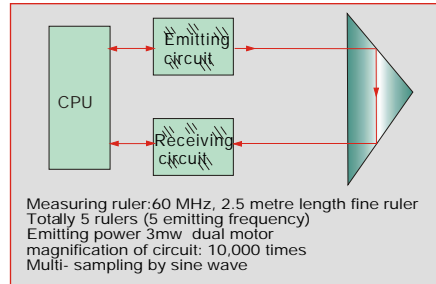 Emitting
circuit
CPU
Receiving
circuit
Measuring ruler:60 MHz, 2.5 metre length fine ruler
Totally 5 rulers (5 emitting frequency)
Emitting power 3mw dual motor
magnification of circuit: 10,000 times
Multi- sampling by sine wave